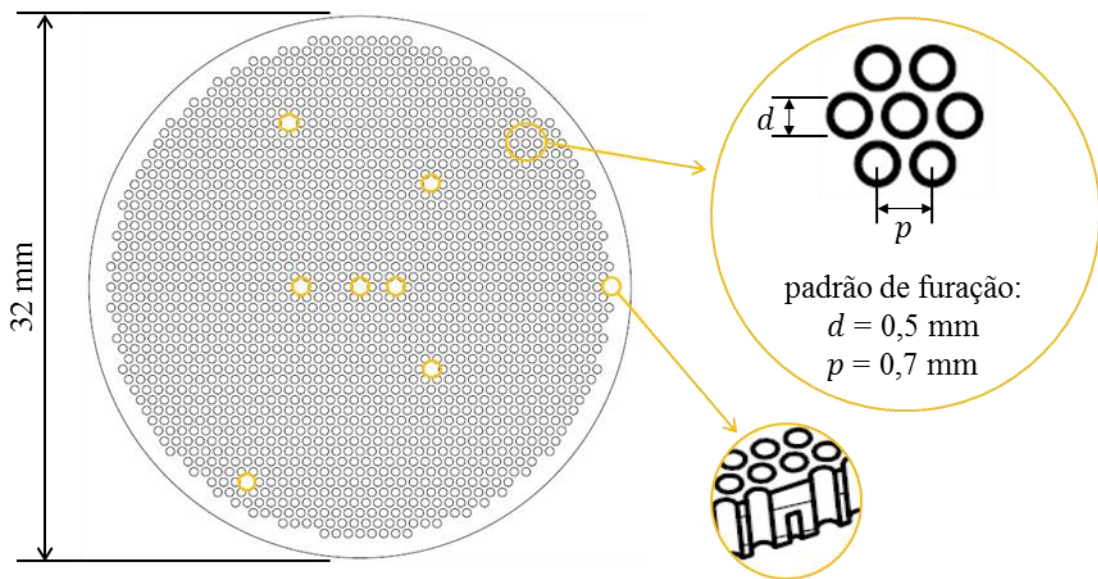 32 mm
d
p
padrão de furação:
d = 0,5 mm
p = 0,7 mm